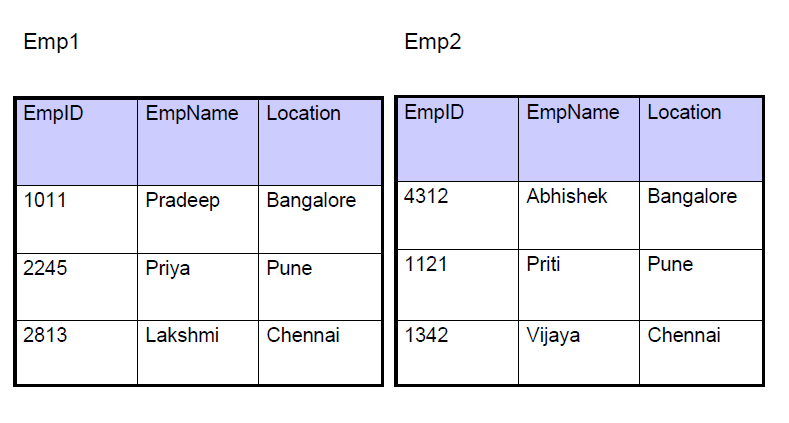 Emp1
EmpID EmpName Location
1011 Pradeep Bangalore
2245 Priya Pune
2813 Lakshmi Chennai
Emp2
EmpID EmpName Location
4312 Abhishek Bangalore
1121 Priti Pune
1342 Vijaya Chennai